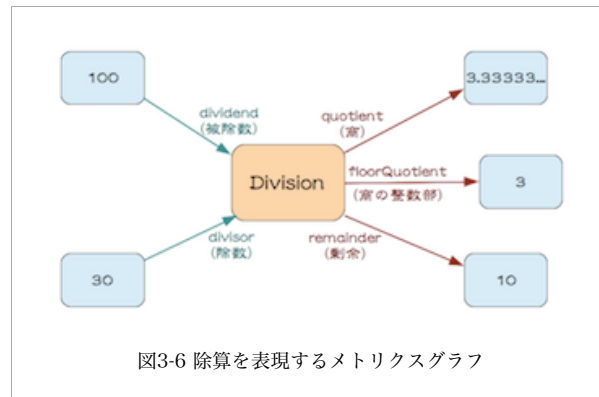 100
3.33333...
dividend
(被除数)
quotient
(商)
Division
floorQuotient
(商の整数部)
3
divisor
(除数)
remainder
(剰余)
30
10
図3-6 除算を表現するメトリクスグラフ